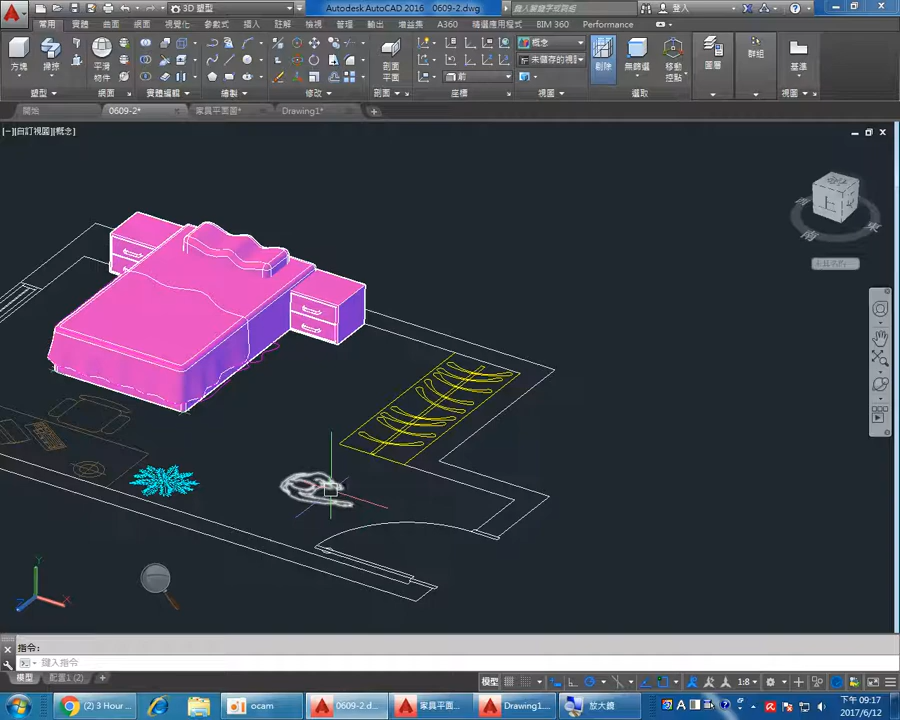 3D 塑型
Autodesk AutoCAD 2016 0609-2.dwg
鍵入關鍵字或片語
登入
常用 實體 曲面 網面 視覺化 參數式 插入 註解 檢視 管理 輸出 增益集 A360 精選應用程式 BIM 360 Performance
方塊 擠掃 平滑物件 剖面平面 概念 未儲存的視 前 剔除 無篩選 移動控點 圖層 群組 基準
塑型 網面 實體編輯 繪製 修改 剖面 座標 視圖 選取 視圖
開始 0609-2* 家具平面圖* Drawing1*
[−][自訂視圖][概念]
上 南 東
Y
X
指令:
鍵入指令
模型 配置1 (2)
模型 1:8
(2) 3 Hour ... ocam 0609-2.d... 家具平面... Drawing1.... 放大鏡
A
下午 09:17
2017/6/12